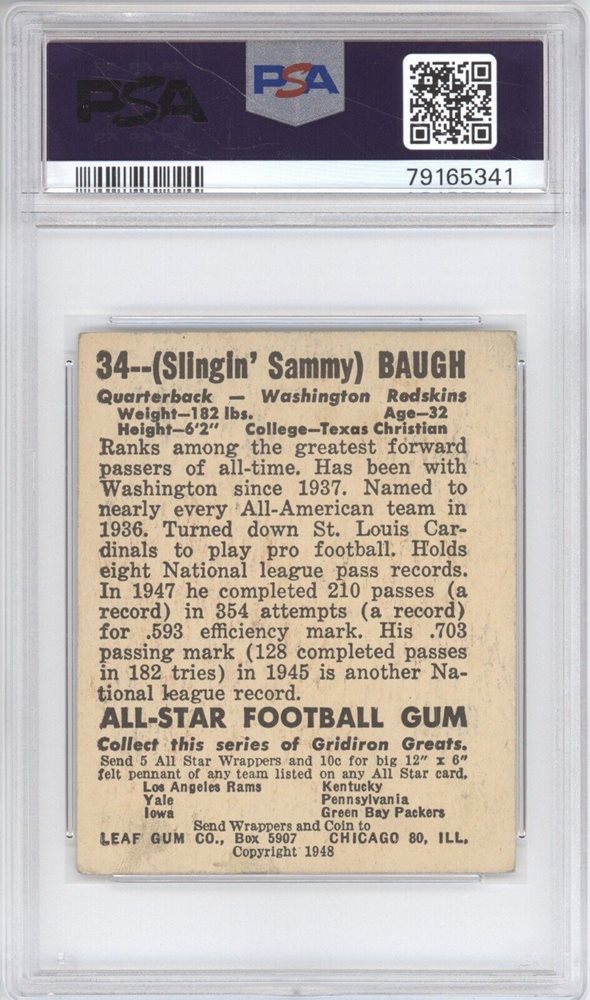 PSA
PSA
79165341
34--(Slingin' Sammy) BAUGH
Quarterback — Washington Redskins
Weight—182 lbs. Age—32
Height—6'2" College—Texas Christian
Ranks among the greatest forward
passers of all-time. Has been with
Washington since 1937. Named to
nearly every All-American team in
1936. Turned down St. Louis Car-
dinals to play pro football. Holds
eight National league pass records.
In 1947 he completed 210 passes (a
record) in 354 attempts (a record)
for .593 efficiency mark. His .703
passing mark (128 completed passes
in 182 tries) in 1945 is another Na-
tional league record.
ALL-STAR FOOTBALL GUM
Collect this series of Gridiron Greats.
Send 5 All Star Wrappers and 10c for big 12" x 6"
felt pennant of any team listed on any All Star card.
Los Angeles Rams Kentucky
Yale Pennsylvania
Iowa Green Bay Packers
Send Wrappers and Coin to
LEAF GUM CO., Box 5907 CHICAGO 80, ILL.
Copyright 1948